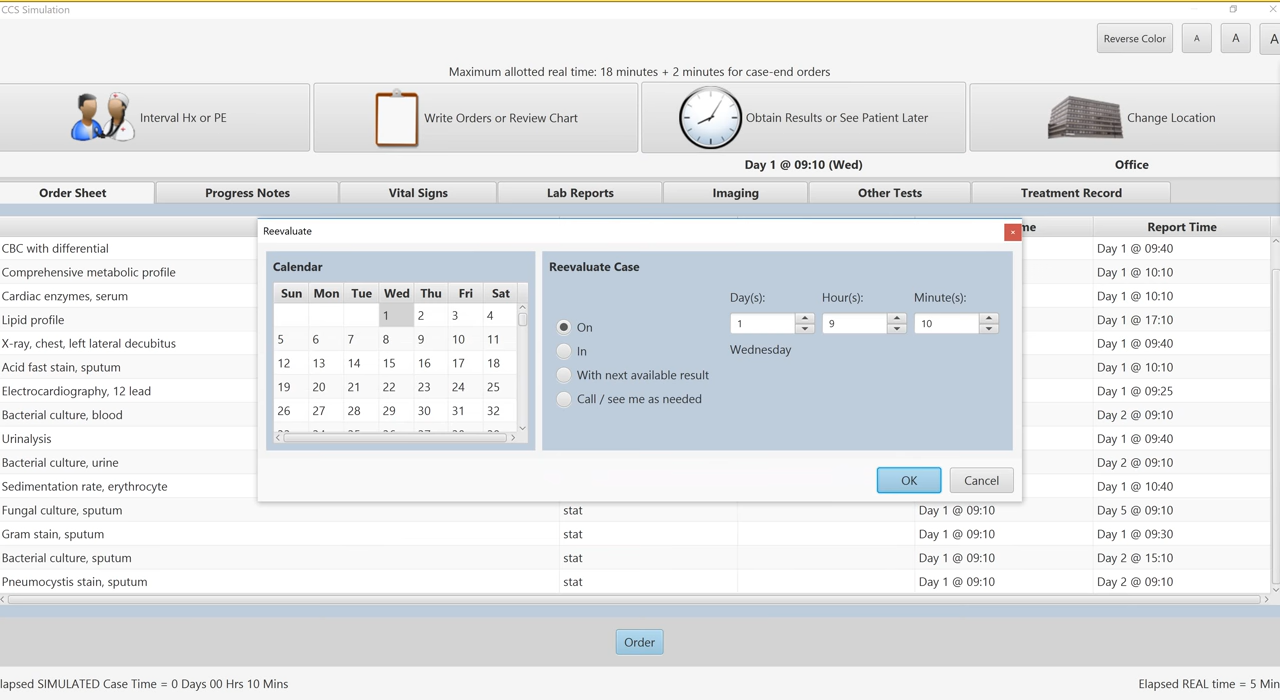 CCS Simulation
Reverse Color
A
A
A
Maximum allotted real time: 18 minutes + 2 minutes for case-end orders
Interval Hx or PE
Write Orders or Review Chart
Obtain Results or See Patient Later
Change Location
Day 1 @ 09:10 (Wed)
Office
Order Sheet
Progress Notes
Vital Signs
Lab Reports
Imaging
Other Tests
Treatment Record
me
Report Time
CBC with differential
Day 1 @ 09:40
Comprehensive metabolic profile
Day 1 @ 10:10
Cardiac enzymes, serum
Day 1 @ 10:10
Lipid profile
Day 1 @ 17:10
X-ray, chest, left lateral decubitus
Day 1 @ 09:40
Acid fast stain, sputum
Day 1 @ 10:10
Electrocardiography, 12 lead
Day 1 @ 09:25
Bacterial culture, blood
Day 2 @ 09:10
Urinalysis
Day 1 @ 09:40
Bacterial culture, urine
Day 2 @ 09:10
Sedimentation rate, erythrocyte
Day 1 @ 10:40
Fungal culture, sputum stat Day 1 @ 09:10 Day 5 @ 09:10
Gram stain, sputum stat Day 1 @ 09:10 Day 1 @ 09:30
Bacterial culture, sputum stat Day 1 @ 09:10 Day 2 @ 15:10
Pneumocystis stain, sputum stat Day 1 @ 09:10 Day 2 @ 09:10
Reevaluate
Calendar
Sun Mon Tue Wed Thu Fri Sat
1 2 3 4
5 6 7 8 9 10 11
12 13 14 15 16 17 18
19 20 21 22 23 24 25
26 27 28 29 30 31 32
Reevaluate Case
On
In
With next available result
Call / see me as needed
Day(s): Hour(s): Minute(s):
1 9 10
Wednesday
OK
Cancel
Order
lapsed SIMULATED Case Time = 0 Days 00 Hrs 10 Mins
Elapsed REAL time = 5 Min